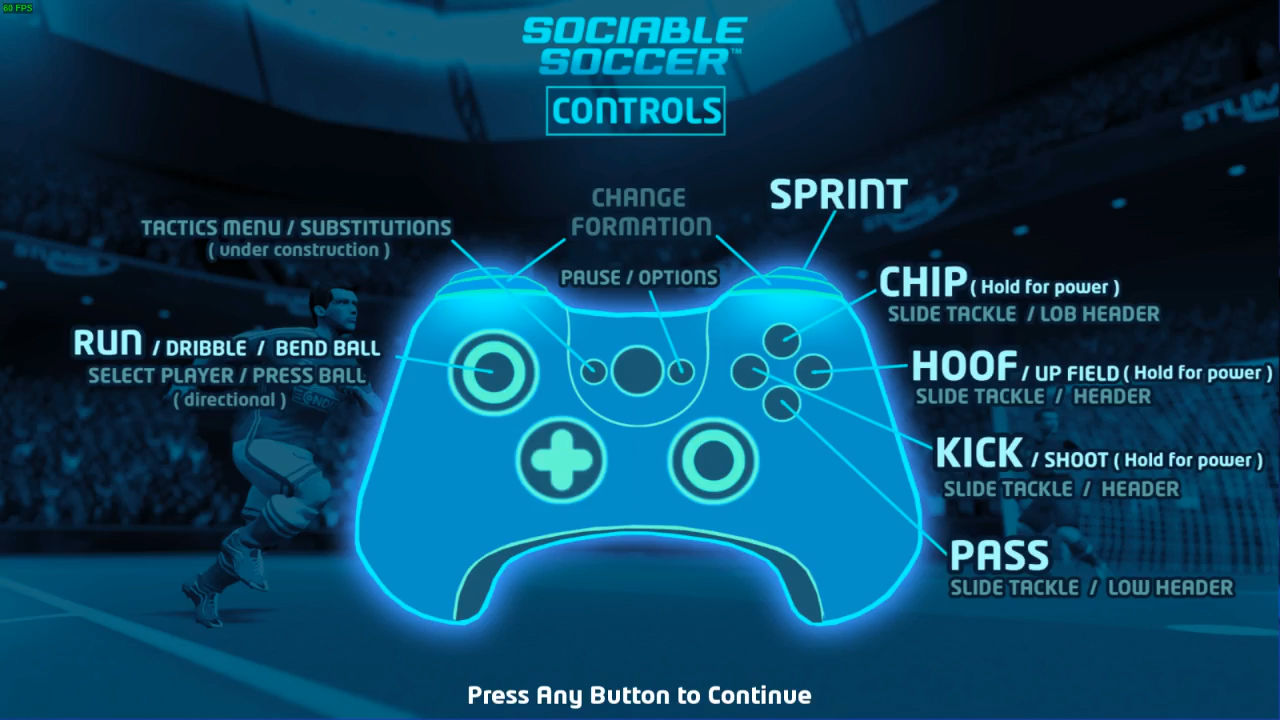 60 FPS
SOCIABLE
SOCCER™
CONTROLS
CHANGE
FORMATION
SPRINT
TACTICS MENU / SUBSTITUTIONS
( under construction )
PAUSE / OPTIONS
CHIP ( Hold for power )
SLIDE TACKLE / LOB HEADER
RUN / DRIBBLE / BEND BALL
SELECT PLAYER / PRESS BALL
( directional )
HOOF / UP FIELD ( Hold for power )
SLIDE TACKLE / HEADER
KICK / SHOOT ( Hold for power )
SLIDE TACKLE / HEADER
PASS
SLIDE TACKLE / LOW HEADER
Press Any Button to Continue